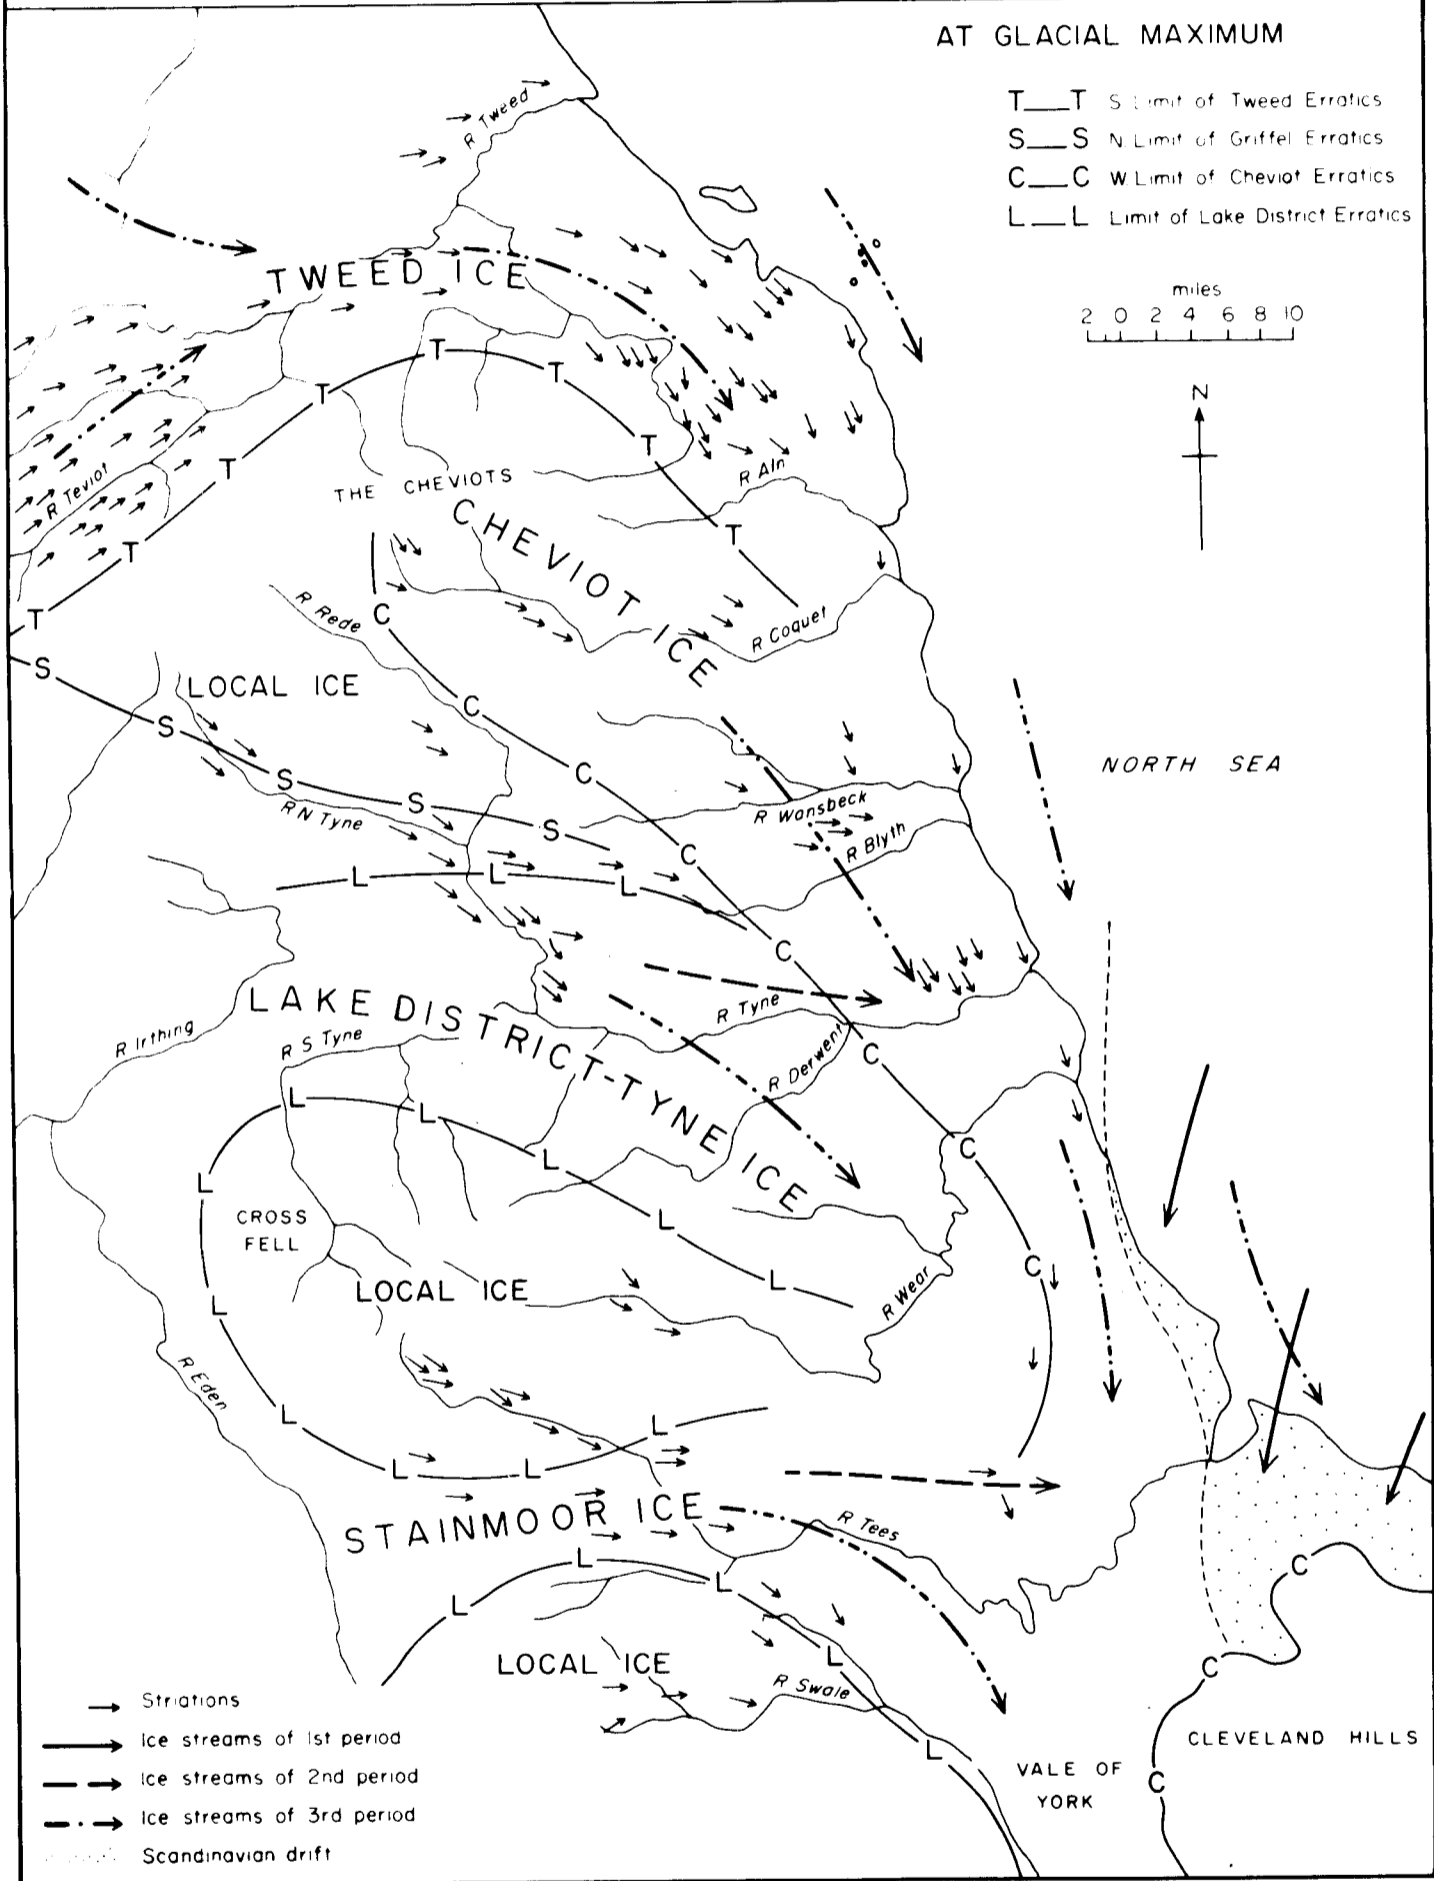 AT GLACIAL MAXIMUM
T T S Limit of Tweed Erratics
S S N Limit of Griffel Erratics
C C W. Limit of Cheviot Erratics
L L Limit of Lake District Erratics
miles
2 0 2 4 6 8 10
N
R Tweed
TWEED ICE
T
T
T
T
T
T
T
T
R Teviot
THE CHEVIOTS
R Aln
CHEVIOT ICE
R Rede
C
R Coquet
S
LOCAL ICE
C
S
S
S
S
C
NORTH SEA
R N Tyne
R Wansbeck
R Blyth
C
L
L
L
C
LAKE DISTRICT-TYNE ICE
R Irthing
R S Tyne
R Tyne
R Derwent
C
L
L
L
L
L
L
C
CROSS
FELL
C
LOCAL ICE
R Wear
L
R Eden
L
L
L
L
STAINMOOR ICE
R Tees
L
L
L
L
L
C
C
C
LOCAL ICE
R Swale
CLEVELAND HILLS
VALE OF
YORK
Striations
Ice streams of 1st period
Ice streams of 2nd period
Ice streams of 3rd period
Scandinavian drift